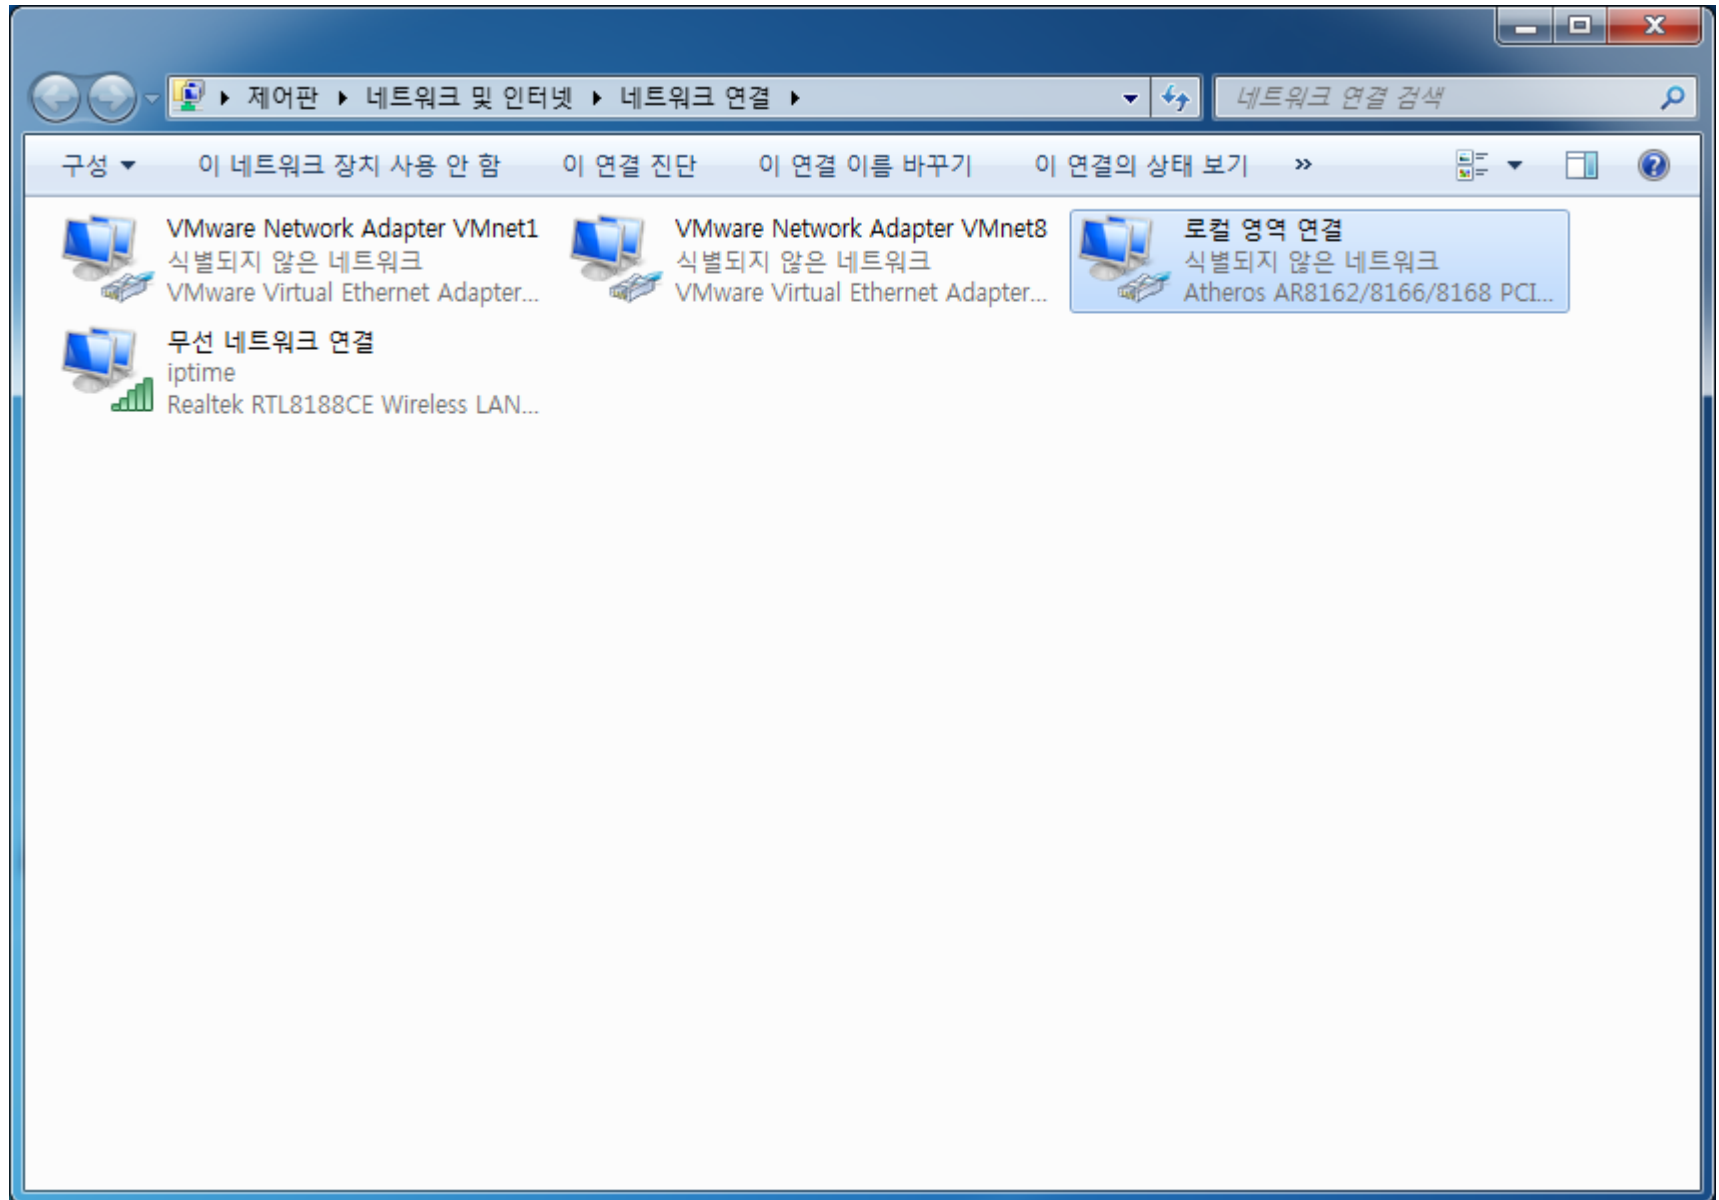 제어판 네트워크 및 인터넷 네트워크 연결
네트워크 연결 검색
구성 이 네트워크 장치 사용 안 함 이 연결 진단 이 연결 이름 바꾸기 이 연결의 상태 보기 »
VMware Network Adapter VMnet1
식별되지 않은 네트워크
VMware Virtual Ethernet Adapter...
VMware Network Adapter VMnet8
식별되지 않은 네트워크
VMware Virtual Ethernet Adapter...
로컬 영역 연결
식별되지 않은 네트워크
Atheros AR8162/8166/8168 PCI...
무선 네트워크 연결
iptime
Realtek RTL8188CE Wireless LAN...